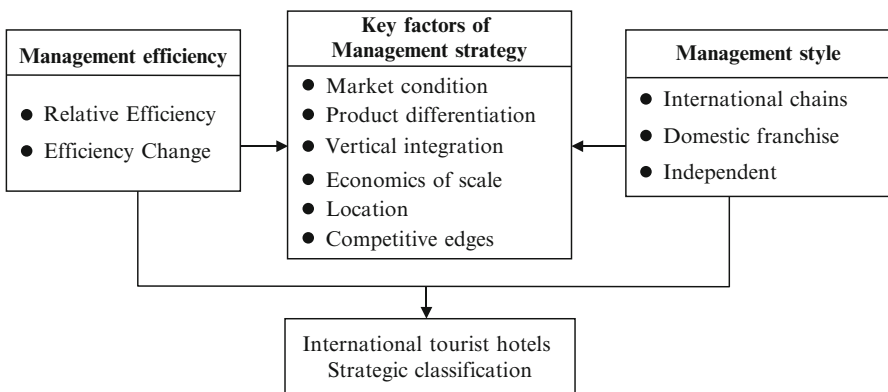 Management efficiency
● Relative Efficiency
● Efficiency Change
Key factors of
Management strategy
● Market condition
● Product differentiation
● Vertical integration
● Economics of scale
● Location
● Competitive edges
Management style
● International chains
● Domestic franchise
● Independent
International tourist hotels
Strategic classification